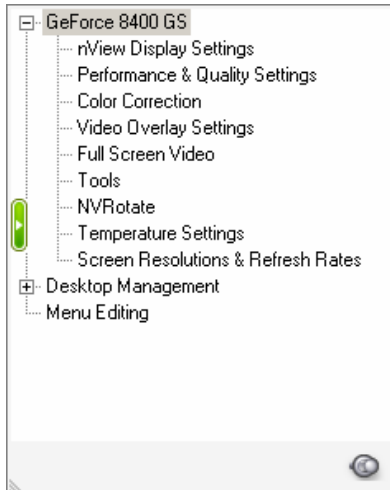 GeForce 8400 GS
nView Display Settings
Performance & Quality Settings
Color Correction
Video Overlay Settings
Full Screen Video
Tools
NVRotate
Temperature Settings
Screen Resolutions & Refresh Rates
Desktop Management
Menu Editing